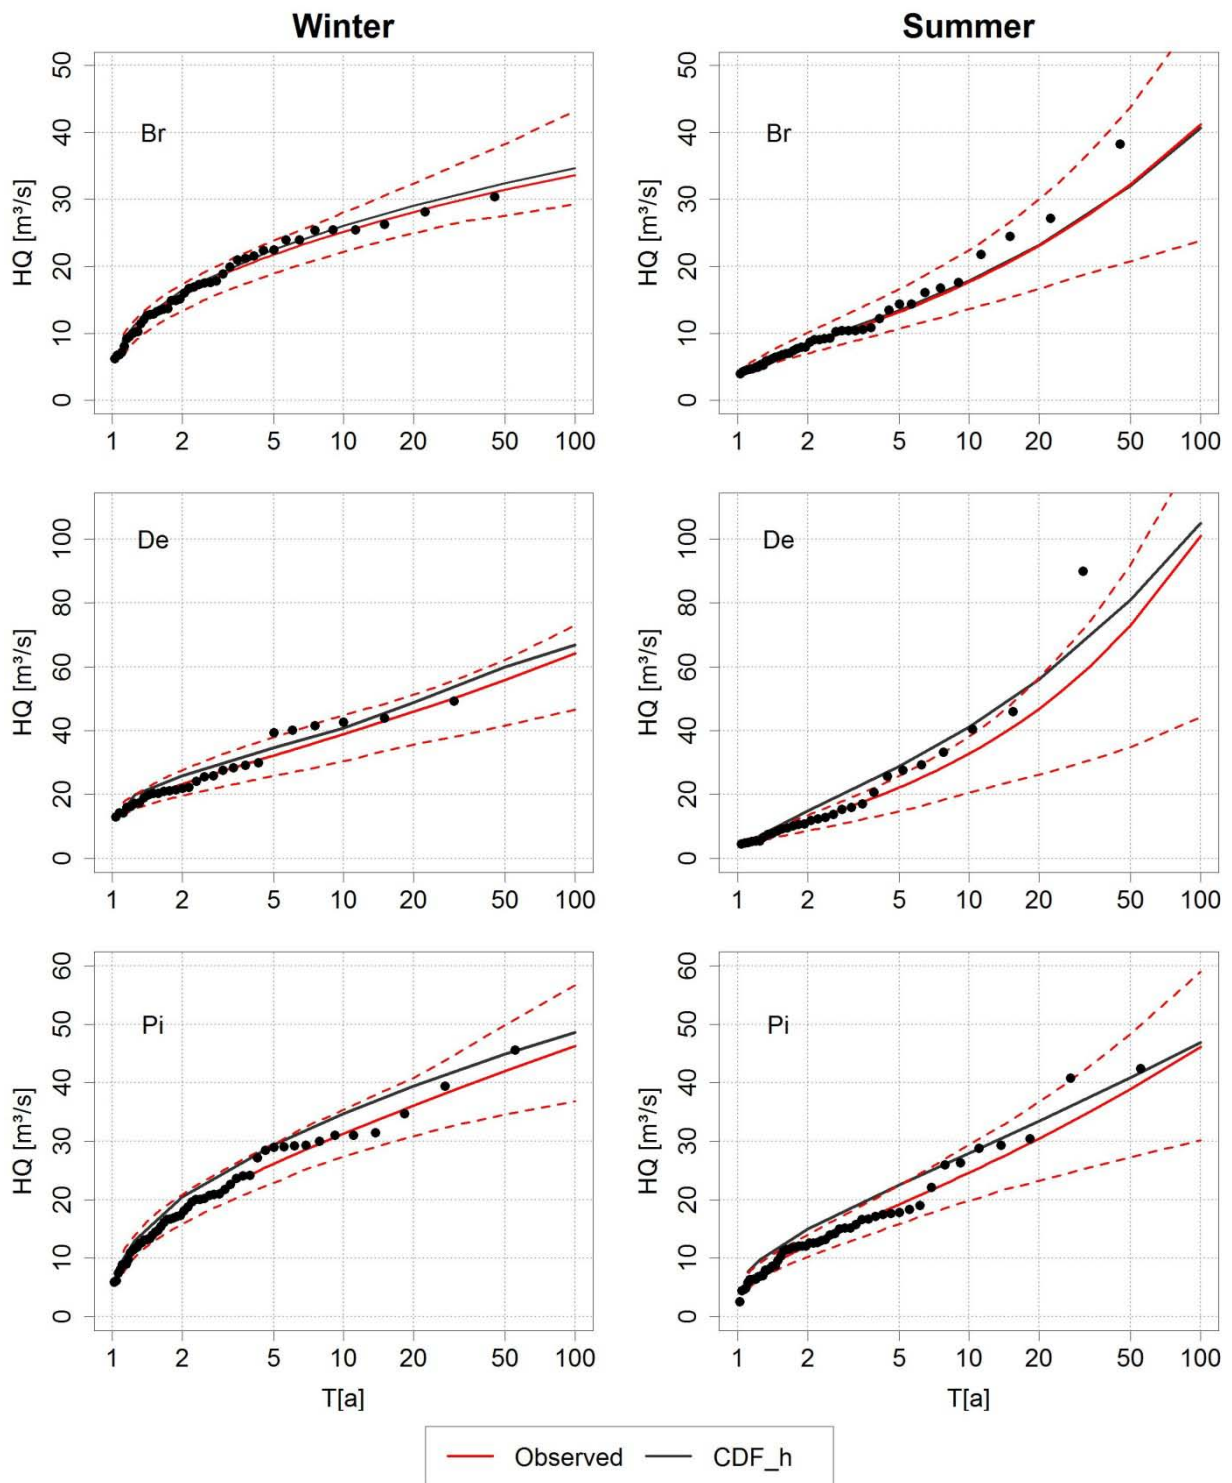 Winter
Summer
HQ [m³/s]
0 10 20 30 40 50
Br
1 2 5 10 20 50 100
HQ [m³/s]
0 10 20 30 40 50
Br
1 2 5 10 20 50 100
HQ [m³/s]
0 20 40 60 80 100
De
1 2 5 10 20 50 100
HQ [m³/s]
0 20 40 60 80 100
De
1 2 5 10 20 50 100
HQ [m³/s]
0 10 20 30 40 50 60
Pi
1 2 5 10 20 50 100
T[a]
HQ [m³/s]
0 10 20 30 40 50 60
Pi
1 2 5 10 20 50 100
T[a]
Observed CDF_h